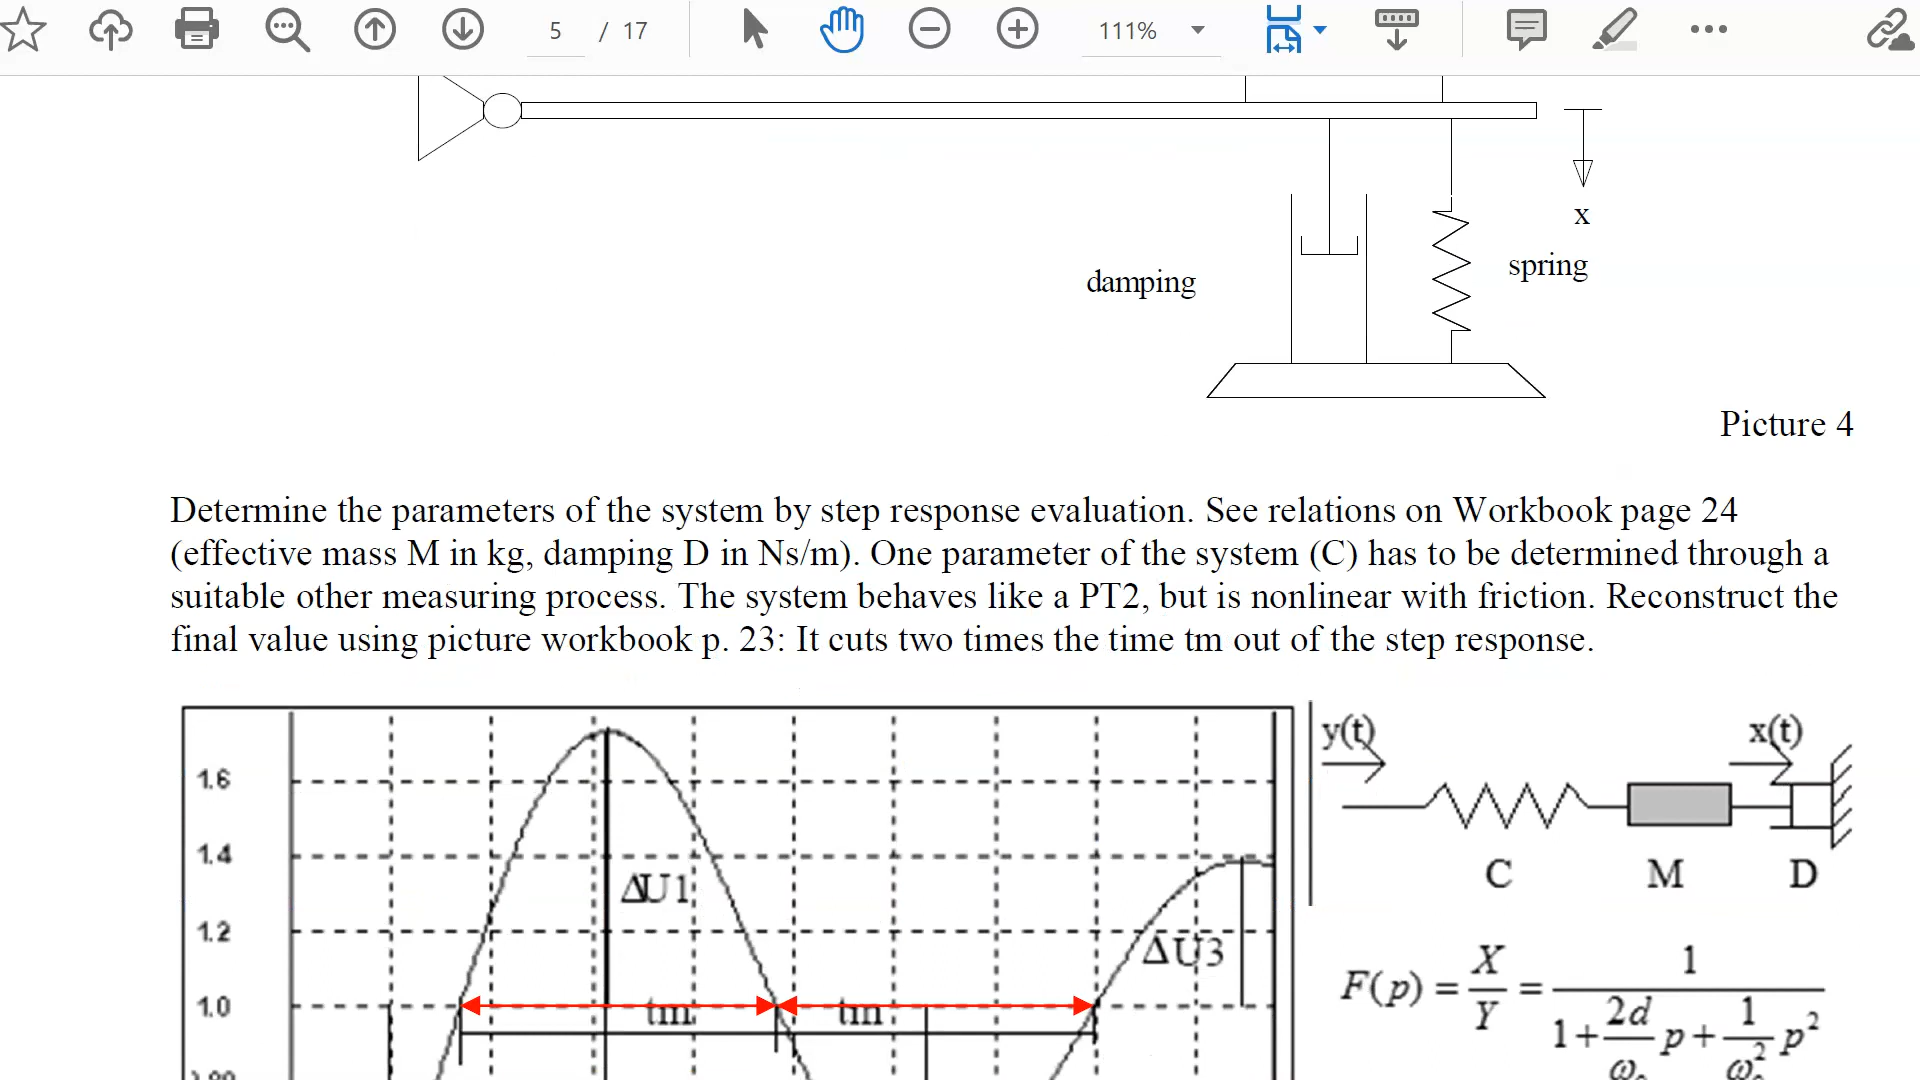 5 / 17 111%
x
damping
spring
Picture 4
Determine the parameters of the system by step response evaluation. See relations on Workbook page 24
(effective mass M in kg, damping D in Ns/m). One parameter of the system (C) has to be determined through a
suitable other measuring process. The system behaves like a PT2, but is nonlinear with friction. Reconstruct the
final value using picture workbook p. 23: It cuts two times the time tm out of the step response.
y(t) x(t)
1.6
1.4
ΔU1
C M D
1.2
ΔU3
1.0
tm tm
F(p) = X/Y = 1/(1 + 2d/ω₀ p + 1/ω₀² p²)